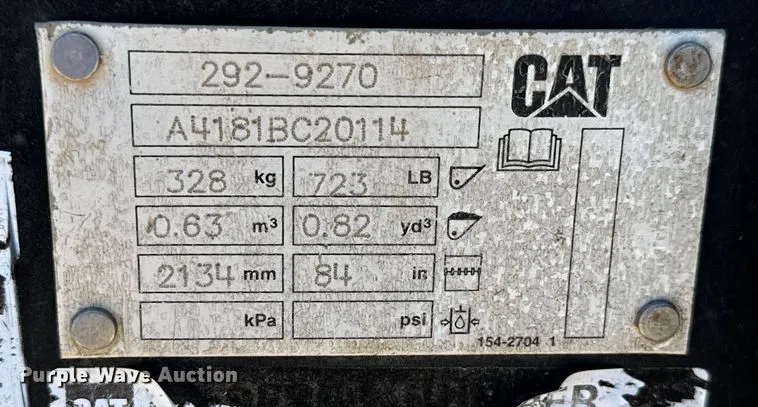 292-9270
CAT
A4181BC20114
328 kg 723 LB
0.63 m³ 0.82 yd³
2134 mm 84 in
kPa psi
154-2704 1
Purple Wave Auction
CAT